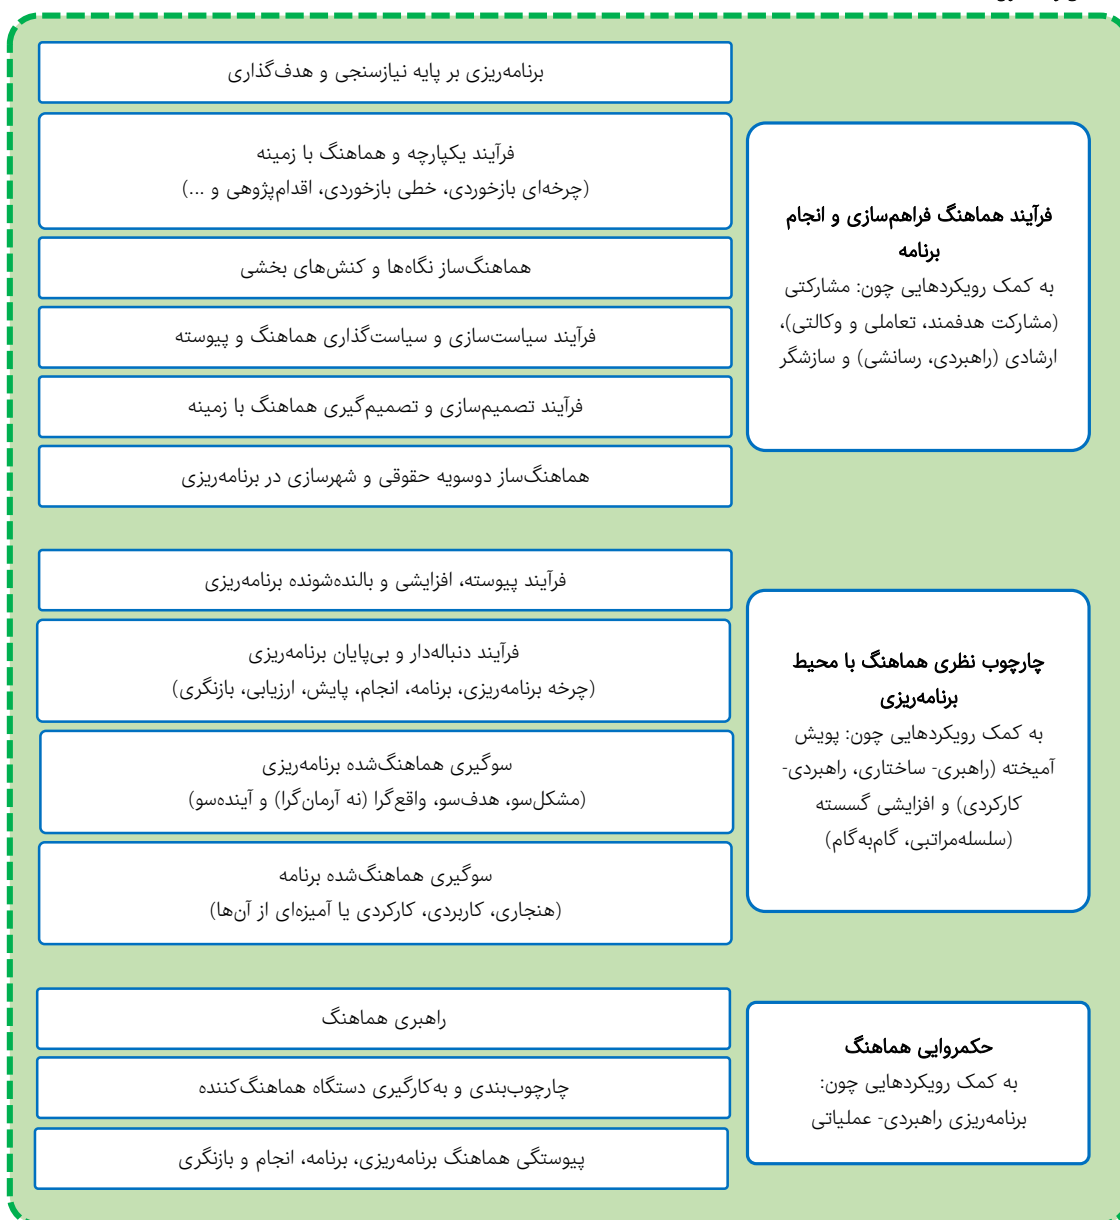 فرآیند هماهنگ فراهم‌سازی و انجام
برنامه
به کمک رویکردهایی چون: مشارکتی
(مشارکت هدفمند، تعاملی و وکالتی)،
ارشادی (راهبردی، رسانشی) و سازشگر
برنامه‌ریزی بر پایه نیازسنجی و هدف‌گذاری
فرآیند یکپارچه و هماهنگ با زمینه
(چرخه‌ای بازخوردی، خطی بازخوردی، اقدام‌پژوهی و ...)
هماهنگ‌ساز نگاه‌ها و کنش‌های بخشی
فرآیند سیاست‌سازی و سیاست‌گذاری هماهنگ و پیوسته
فرآیند تصمیم‌سازی و تصمیم‌گیری هماهنگ با زمینه
هماهنگ‌ساز دوسویه حقوقی و شهرسازی در برنامه‌ریزی
چارچوب نظری هماهنگ با محیط
برنامه‌ریزی
به کمک رویکردهایی چون: پویش
آمیخته (راهبری- ساختاری، راهبردی-
کارکردی) و افزایشی گسسته
(سلسله‌مراتبی، گام‌به‌گام)
فرآیند پیوسته، افزایشی و بالنده‌شونده برنامه‌ریزی
فرآیند دنباله‌دار و بی‌پایان برنامه‌ریزی
(چرخه برنامه‌ریزی، برنامه، انجام، پایش، ارزیابی، بازنگری)
سوگیری هماهنگ‌شده برنامه‌ریزی
(مشکل‌سو، هدف‌سو، واقع‌گرا (نه آرمان‌گرا) و آینده‌سو)
سوگیری هماهنگ‌شده برنامه
(هنجاری، کاربردی، کارکردی یا آمیزه‌ای از آن‌ها)
حکمروایی هماهنگ
به کمک رویکردهایی چون:
برنامه‌ریزی راهبردی- عملیاتی
راهبری هماهنگ
چارچوب‌بندی و به‌کارگیری دستگاه هماهنگ‌کننده
پیوستگی هماهنگ برنامه‌ریزی، برنامه، انجام و بازنگری